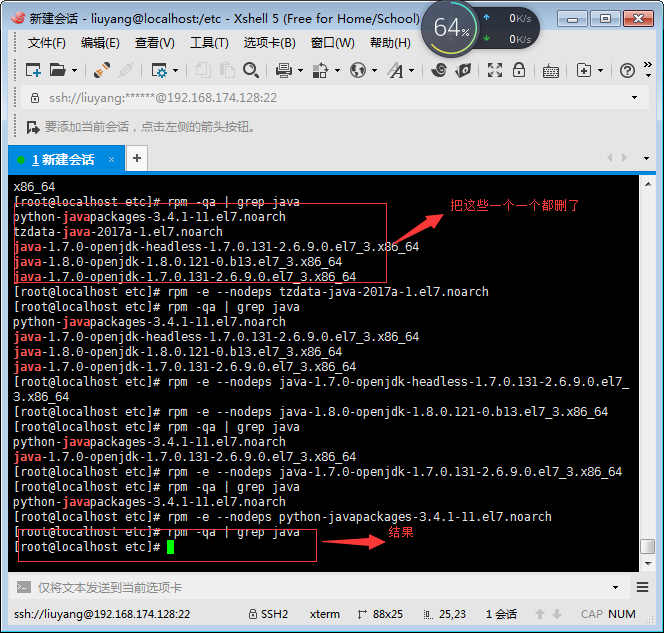 新建会话 - liuyang@localhost:/etc - Xshell 5 (Free for Home/School)
64%
0K/s
0K/s
文件(F) 编辑(E) 查看(V) 工具(T) 选项卡(B) 窗口(W) 帮助(H)
ssh://liuyang:******@192.168.174.128:22
要添加当前会话，点击左侧的箭头按钮。
1 新建会话
x86_64
[root@localhost etc]# rpm -qa | grep java
python-javapackages-3.4.1-11.el7.noarch
把这些一个一个都删了
tzdata-java-2017a-1.el7.noarch
java-1.7.0-openjdk-headless-1.7.0.131-2.6.9.0.el7_3.x86_64
java-1.8.0-openjdk-1.8.0.121-0.b13.el7_3.x86_64
java-1.7.0-openjdk-1.7.0.131-2.6.9.0.el7_3.x86_64
[root@localhost etc]# rpm -e --nodeps tzdata-java-2017a-1.el7.noarch
[root@localhost etc]# rpm -qa | grep java
python-javapackages-3.4.1-11.el7.noarch
java-1.7.0-openjdk-headless-1.7.0.131-2.6.9.0.el7_3.x86_64
java-1.8.0-openjdk-1.8.0.121-0.b13.el7_3.x86_64
java-1.7.0-openjdk-1.7.0.131-2.6.9.0.el7_3.x86_64
[root@localhost etc]# rpm -e --nodeps java-1.7.0-openjdk-headless-1.7.0.131-2.6.9.0.el7_
3.x86_64
[root@localhost etc]# rpm -e --nodeps java-1.8.0-openjdk-1.8.0.121-0.b13.el7_3.x86_64
[root@localhost etc]# rpm -qa | grep java
python-javapackages-3.4.1-11.el7.noarch
java-1.7.0-openjdk-1.7.0.131-2.6.9.0.el7_3.x86_64
[root@localhost etc]# rpm -e --nodeps java-1.7.0-openjdk-1.7.0.131-2.6.9.0.el7_3.x86_64
[root@localhost etc]# rpm -qa | grep java
python-javapackages-3.4.1-11.el7.noarch
[root@localhost etc]# rpm -e --nodeps python-javapackages-3.4.1-11.el7.noarch
[root@localhost etc]# rpm -qa | grep java
结果
[root@localhost etc]#
仅将文本发送到当前选项卡
ssh://liuyang@192.168.174.128:22 SSH2 xterm 88x25 25,23 1 会话 CAP NUM